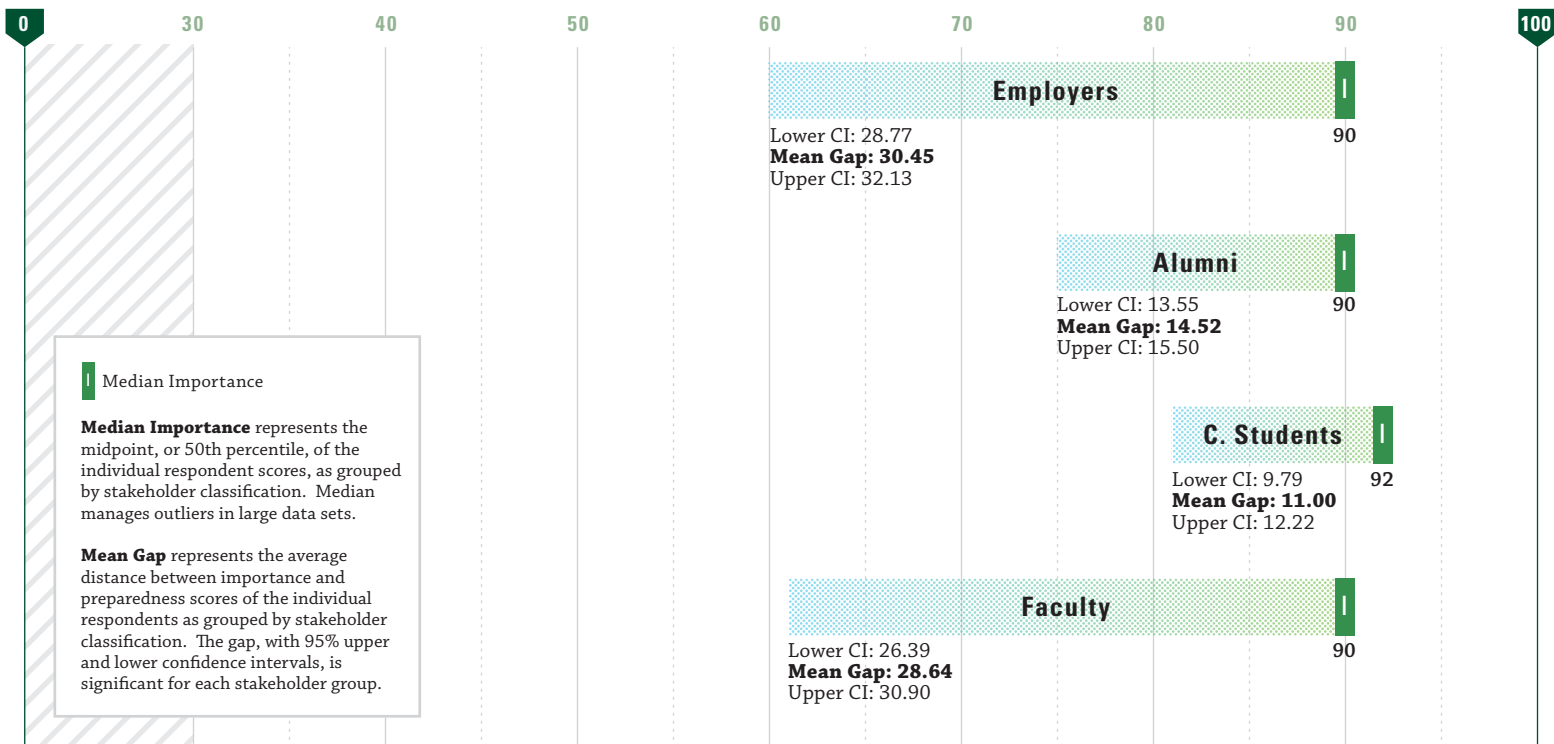 0 30 40 50 60 70 80 90 100
Employers
I
90
Lower CI: 28.77
Mean Gap: 30.45
Upper CI: 32.13
Alumni
I
90
Lower CI: 13.55
Mean Gap: 14.52
Upper CI: 15.50
C. Students
I
92
Lower CI: 9.79
Mean Gap: 11.00
Upper CI: 12.22
Faculty
I
90
Lower CI: 26.39
Mean Gap: 28.64
Upper CI: 30.90
I Median Importance
Median Importance represents the
midpoint, or 50th percentile, of the
individual respondent scores, as grouped
by stakeholder classification. Median
manages outliers in large data sets.
Mean Gap represents the average
distance between importance and
preparedness scores of the individual
respondents as grouped by stakeholder
classification. The gap, with 95% upper
and lower confidence intervals, is
significant for each stakeholder group.